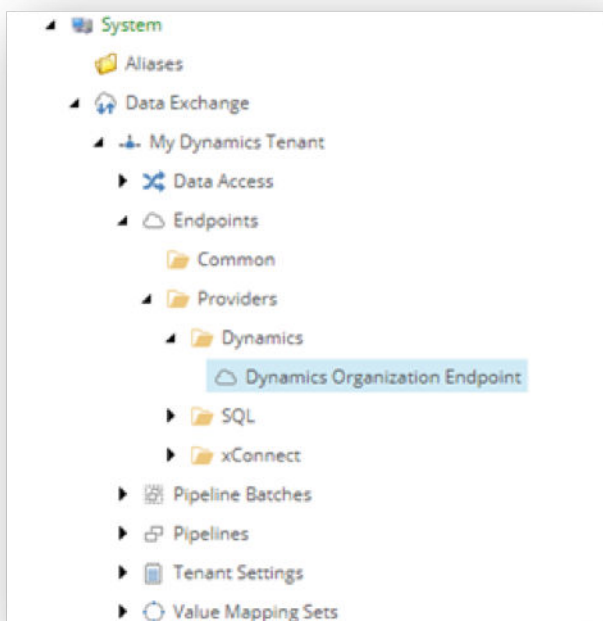 System
Aliases
Data Exchange
My Dynamics Tenant
Data Access
Endpoints
Common
Providers
Dynamics
Dynamics Organization Endpoint
SQL
xConnect
Pipeline Batches
Pipelines
Tenant Settings
Value Mapping Sets